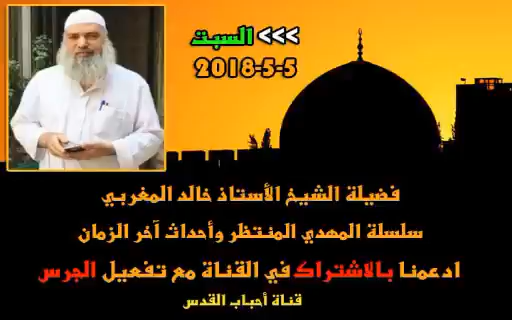 >>> السبت
2018-5-5
فضيلة الشيخ الأستاذ خالد المغربي
سلسلة المهدي المنتظر وأحداث آخر الزمان
ادعمنا بالاشتراك في القناة مع تفعيل الجرس
قناة أحباب القدس